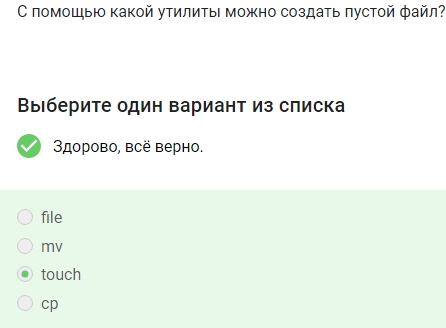 С помощью какой утилиты можно создать пустой файл?
Выберите один вариант из списка
Здорово, всё верно.
file
mv
touch
cp